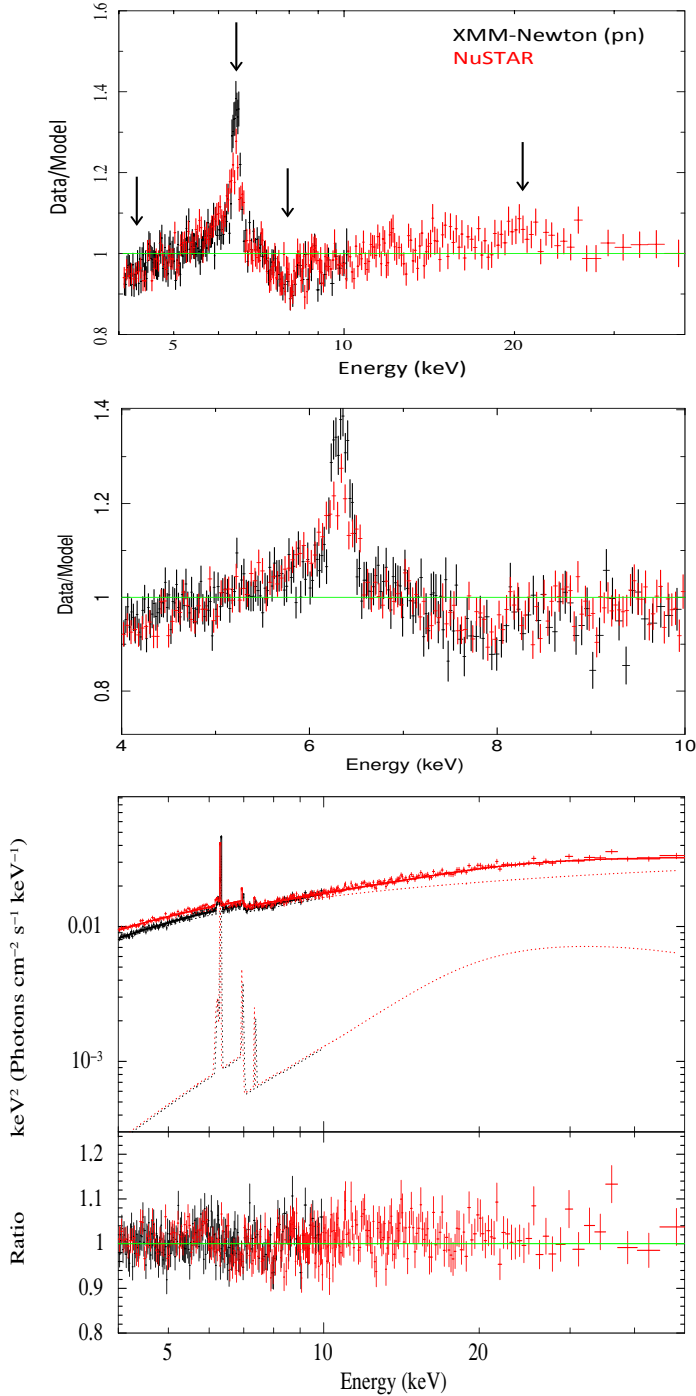 1.6
1.4
1.2
1
0.8
Data/Model
XMM-Newton (pn)
NuSTAR
5
10
20
Energy (keV)
1.4
1.2
1
0.8
Data/Model
4
6
8
10
Energy (keV)
0.01
10⁻³
keV² (Photons cm⁻² s⁻¹ keV⁻¹)
1.2
1.1
1
0.9
0.8
Ratio
5
10
20
Energy (keV)